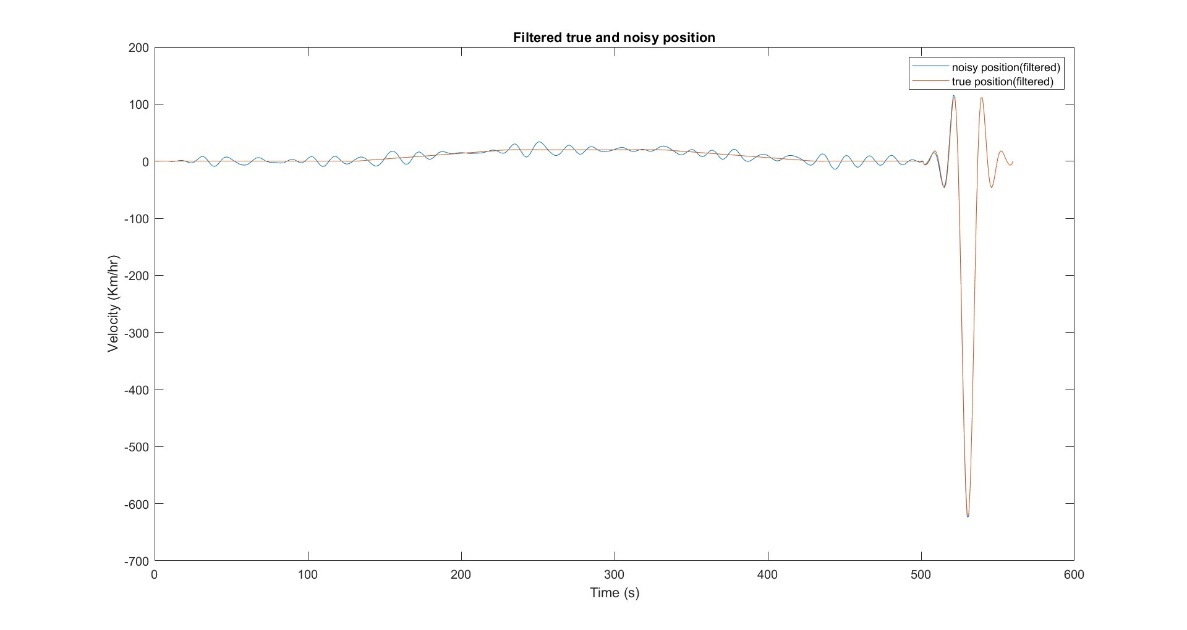 Filtered true and noisy position
noisy position(filtered)
true position(filtered)
200
100
0
-100
-200
-300
-400
-500
-600
-700
Velocity (Km/hr)
0 100 200 300 400 500 600
Time (s)